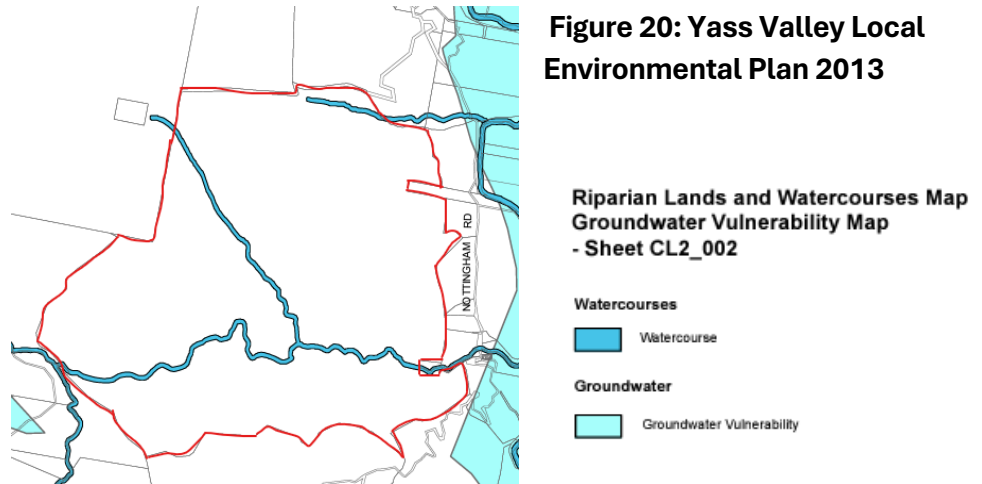 Figure 20: Yass Valley Local
Environmental Plan 2013
Riparian Lands and Watercourses Map
Groundwater Vulnerability Map
- Sheet CL2_002
Watercourses
Watercourse
Groundwater
Groundwater Vulnerability
NOTTINGHAM RD